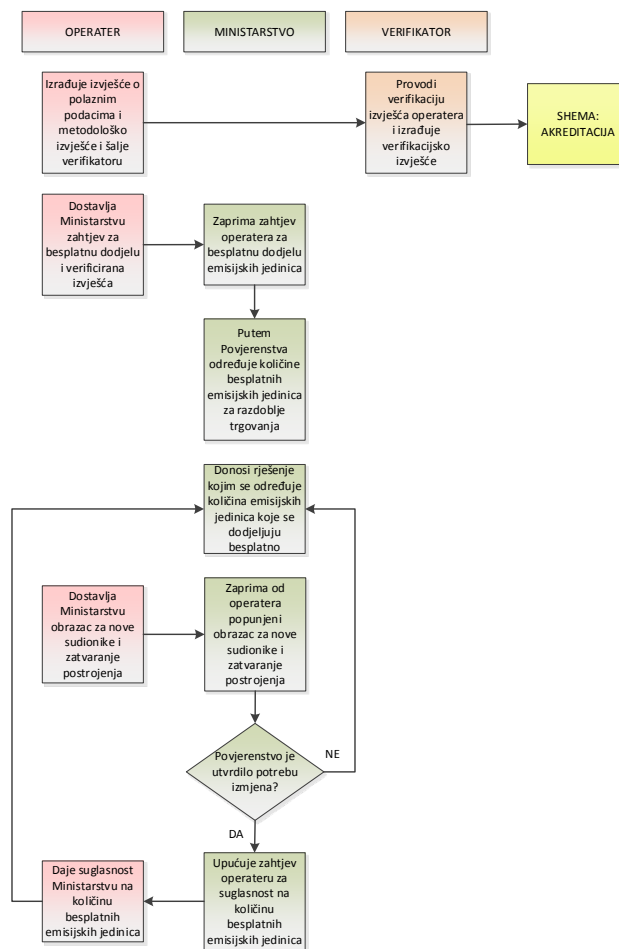 OPERATER
MINISTARSTVO
VERIFIKATOR
Izrađuje izvješće o
polaznim
podacima i
metodološko
izvješće i šalje
verifikatoru
Provodi
verifikaciju
izvješća operatera
i izrađuje
verifikacijsko
izvješće
SHEMA:
AKREDITACIJA
Dostavlja
Ministarstvu
zahtjev za
besplatnu dodjelu
i verificirana
izvješća
Zaprima zahtjev
operatera za
besplatnu dodjelu
emisijskih jedinica
Putem
Povjerenstva
određuje količine
besplatnih
emisijskih jedinica
za razdoblje
trgovanja
Donosi rješenje
kojim se određuje
količina emisijskih
jedinica koje se
dodjeljuju
besplatno
Dostavlja
Ministarstvu
obrazac za nove
sudionike i
zatvaranje
postrojenja
Zaprima od
operatera
popunjeni
obrazac za nove
sudionike i
zatvaranje
postrojenja
Povjerenstvo je
utvrdilo potrebu
izmjena?
NE
DA
Daje suglasnost
Ministarstvu na
količinu
besplatnih
emisijskih jedinica
Upućuje zahtjev
operateru za
suglasnost na
količinu
besplatnih
emisijskih jedinica